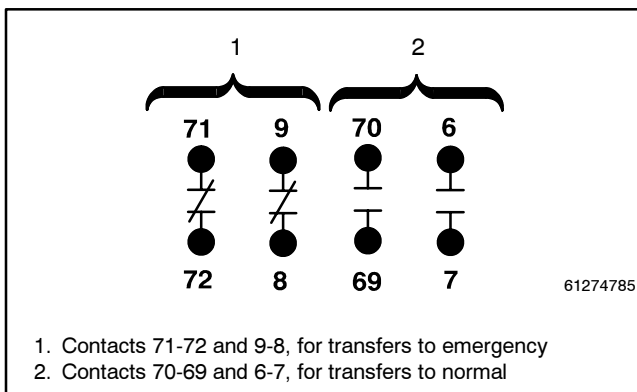 1 2
71 9 70 6
72 8 69 7
61274785
1. Contacts 71-72 and 9-8, for transfers to emergency
2. Contacts 70-69 and 6-7, for transfers to normal